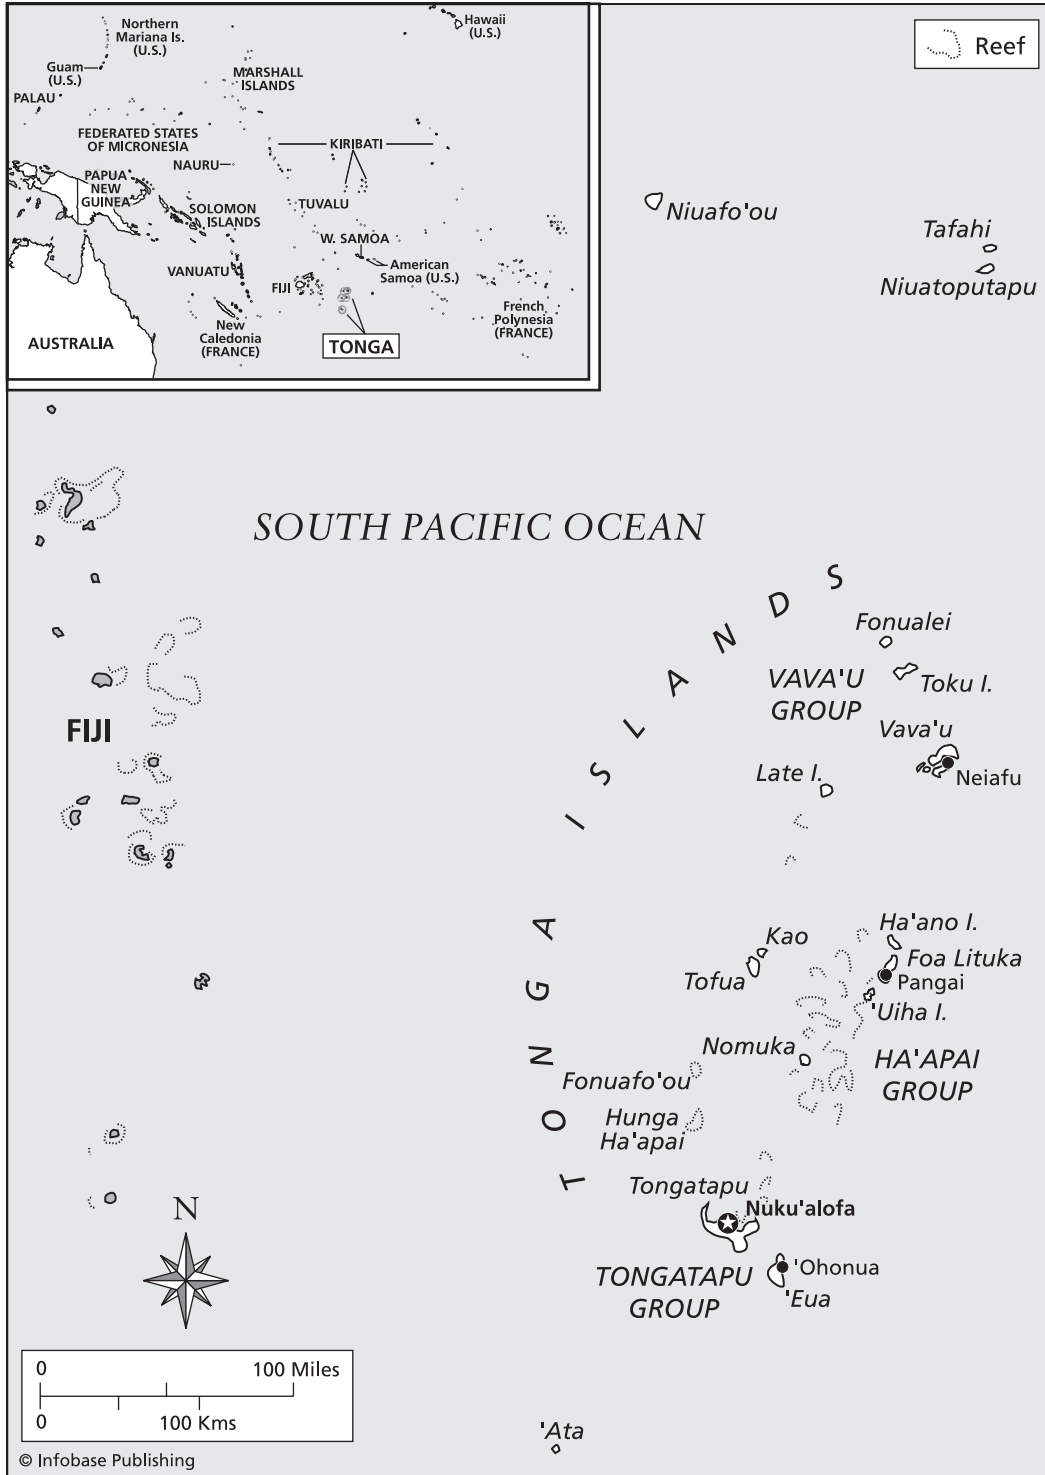 Northern
Mariana Is.
(U.S.)
Hawaii
(U.S.)
Guam
(U.S.)
PALAU
MARSHALL
ISLANDS
FEDERATED STATES
OF MICRONESIA
NAURU
KIRIBATI
PAPUA
NEW
GUINEA
SOLOMON
ISLANDS
TUVALU
W. SAMOA
American
Samoa (U.S.)
VANUATU
FIJI
New
Caledonia
(FRANCE)
French
Polynesia
(FRANCE)
AUSTRALIA
TONGA
Reef
Niuafo'ou
Tafahi
Niuatoputapu
SOUTH PACIFIC OCEAN
TONGA ISLANDS
Fonualei
VAVA'U
GROUP
Toku I.
Vava'u
Late I.
Neiafu
FIJI
Ha'ano I.
Kao
Foa Lituka
Tofua
Pangai
'Uiha I.
Nomuka
HA'APAI
GROUP
Fonuafo'ou
Hunga
Ha'apai
Tongatapu
Nuku'alofa
TONGATAPU
GROUP
'Ohonua
'Eua
N
0
100 Miles
0
100 Kms
'Ata
© Infobase Publishing